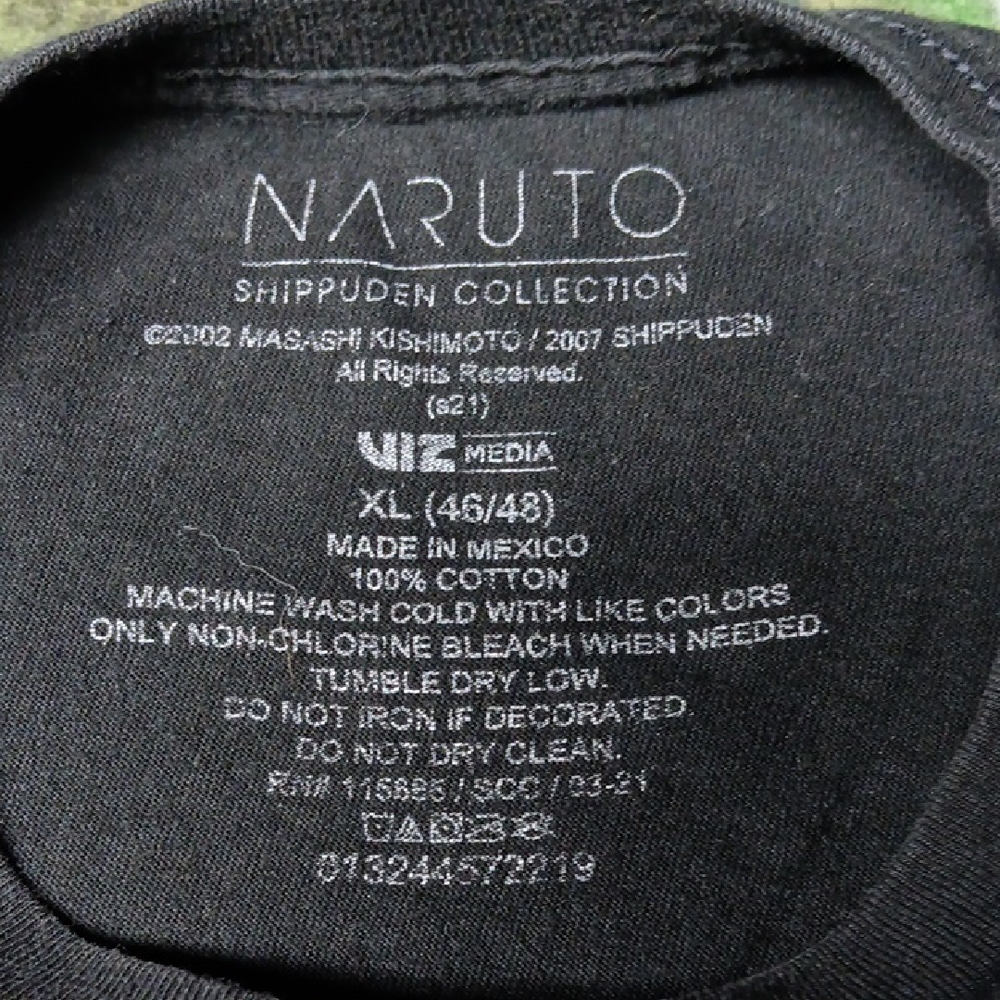 NARUTO
SHIPPUDEN COLLECTION
©2002 MASASHI KISHIMOTO / 2007 SHIPPUDEN
All Rights Reserved.
(s21)
VIZ MEDIA
XL (46/48)
MADE IN MEXICO
100% COTTON
MACHINE WASH COLD WITH LIKE COLORS
ONLY NON-CHLORINE BLEACH WHEN NEEDED.
TUMBLE DRY LOW.
DO NOT IRON IF DECORATED.
DO NOT DRY CLEAN.
RN# / SCC / 03-21
013244572219